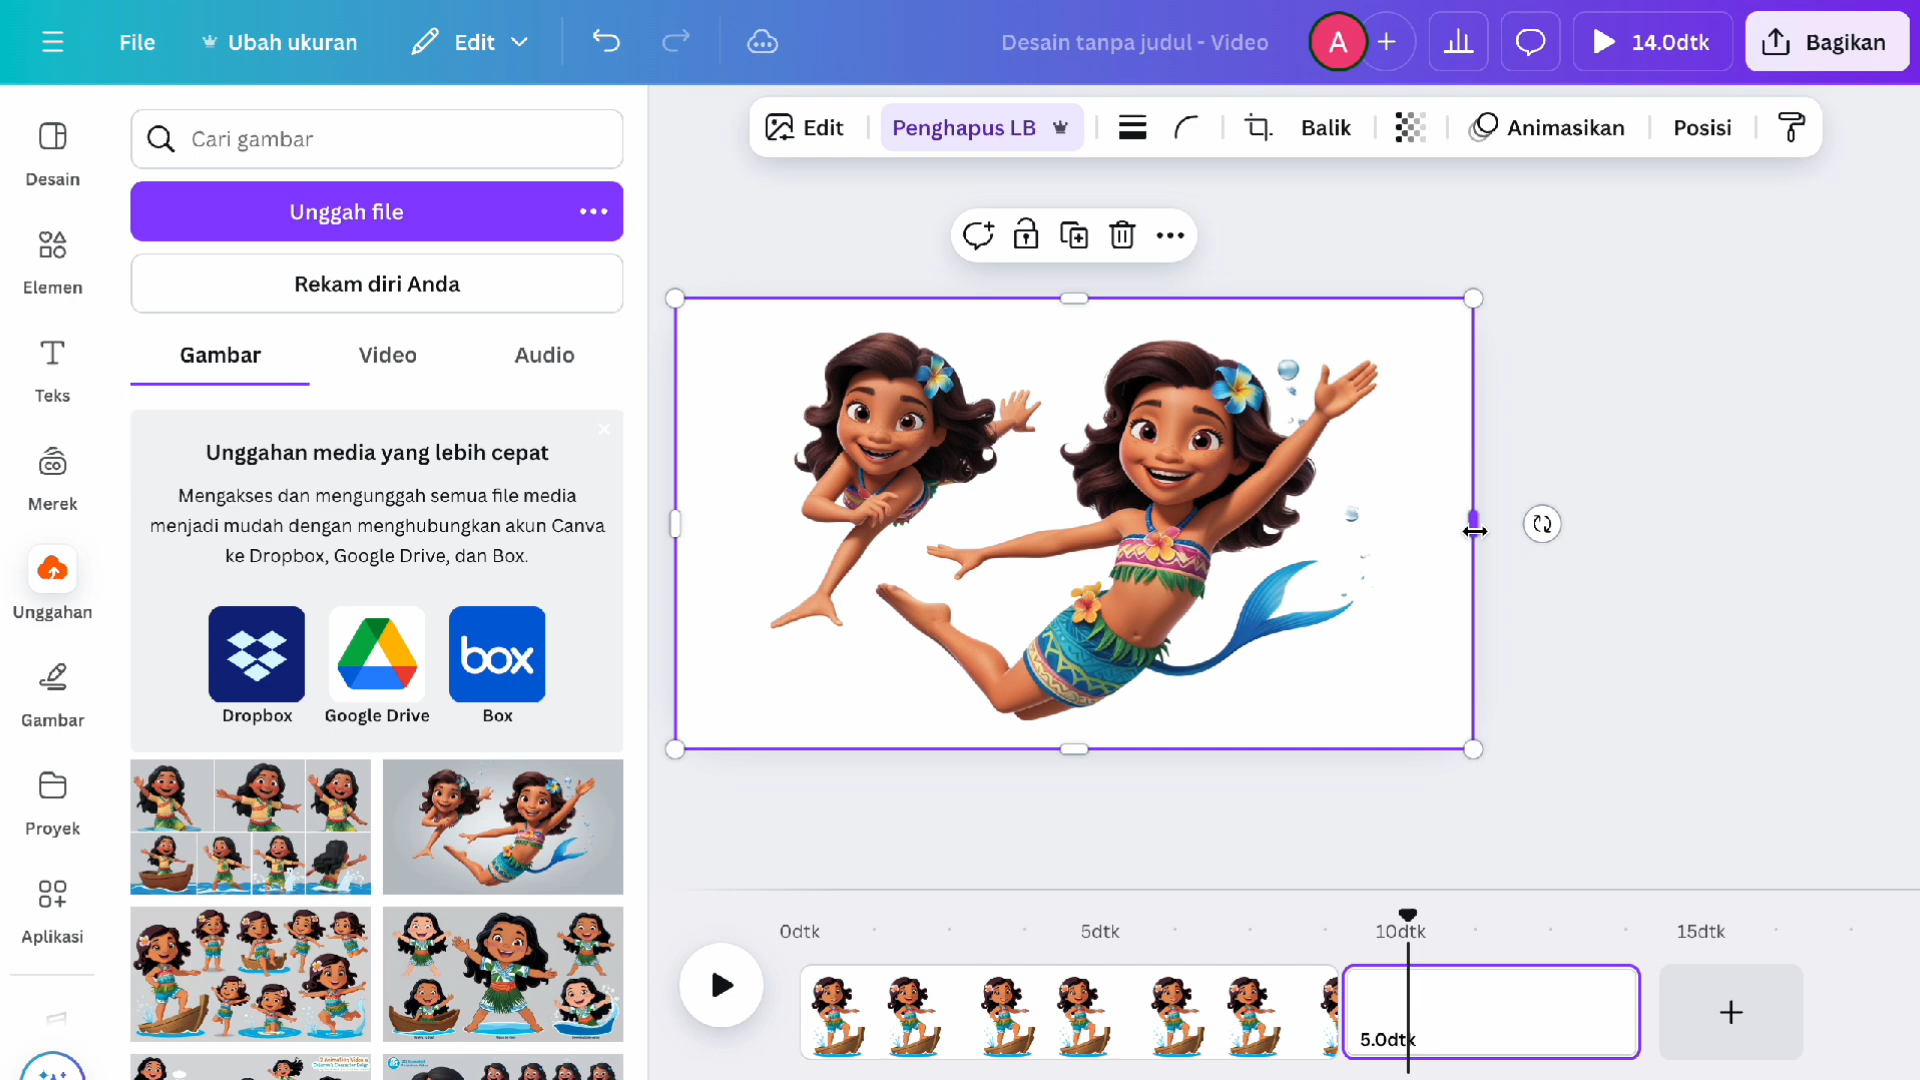 File
Ubah ukuran
Edit
Desain tanpa judul - Video
A
14.0dtk
Bagikan
Desain
Elemen
Teks
Merek
Unggahan
Gambar
Proyek
Aplikasi
Cari gambar
Unggah file
Rekam diri Anda
Gambar
Video
Audio
Unggahan media yang lebih cepat
Mengakses dan mengunggah semua file media
menjadi mudah dengan menghubungkan akun Canva
ke Dropbox, Google Drive, dan Box.
box
Dropbox
Google Drive
Box
Edit
Penghapus LB
Balik
Animasikan
Posisi
0dtk
5dtk
10dtk
15dtk
5.0dtk